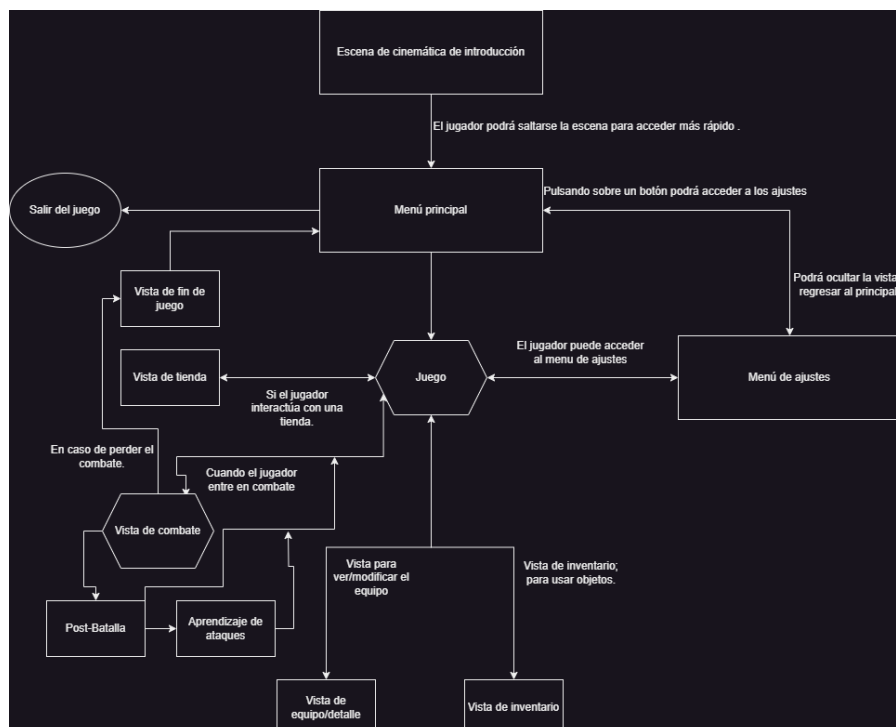 Escena de cinemática de introducción
El jugador podrá saltarse la escena para acceder más rápido .
Salir del juego
Menú principal
Pulsando sobre un botón podrá acceder a los ajustes
Vista de fin de
juego
Podrá ocultar la vista
regresar al principal
El jugador puede acceder
al menu de ajustes
Vista de tienda
Juego
Menú de ajustes
Si el jugador
interactúa con una
tienda.
En caso de perder el
combate.
Cuando el jugador
entre en combate
Vista de combate
Vista para
ver/modificar el
equipo
Vista de inventario;
para usar objetos.
Post-Batalla
Aprendizaje de
ataques
Vista de
equipo/detalle
Vista de inventario